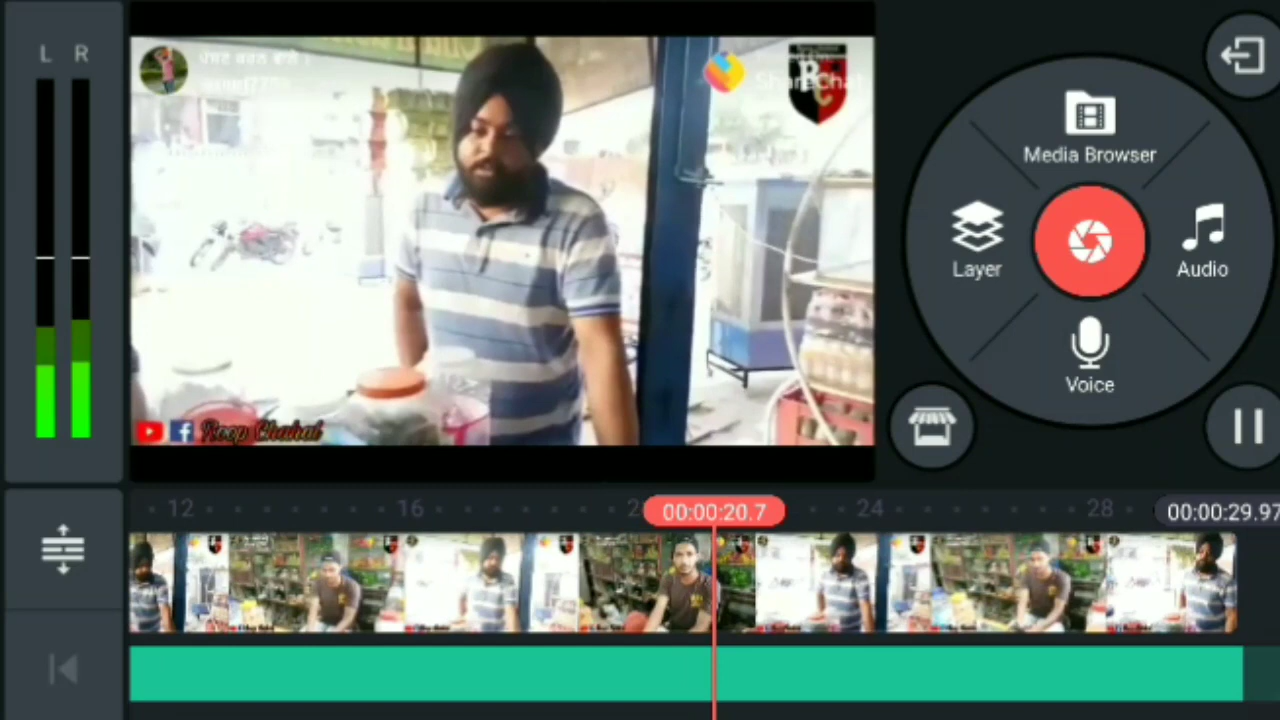 L R
ShareChat
RC
Roop Chahal
Media Browser
Layer
Audio
Voice
12
16
00:00:20.7
24
28
00:00:29.97